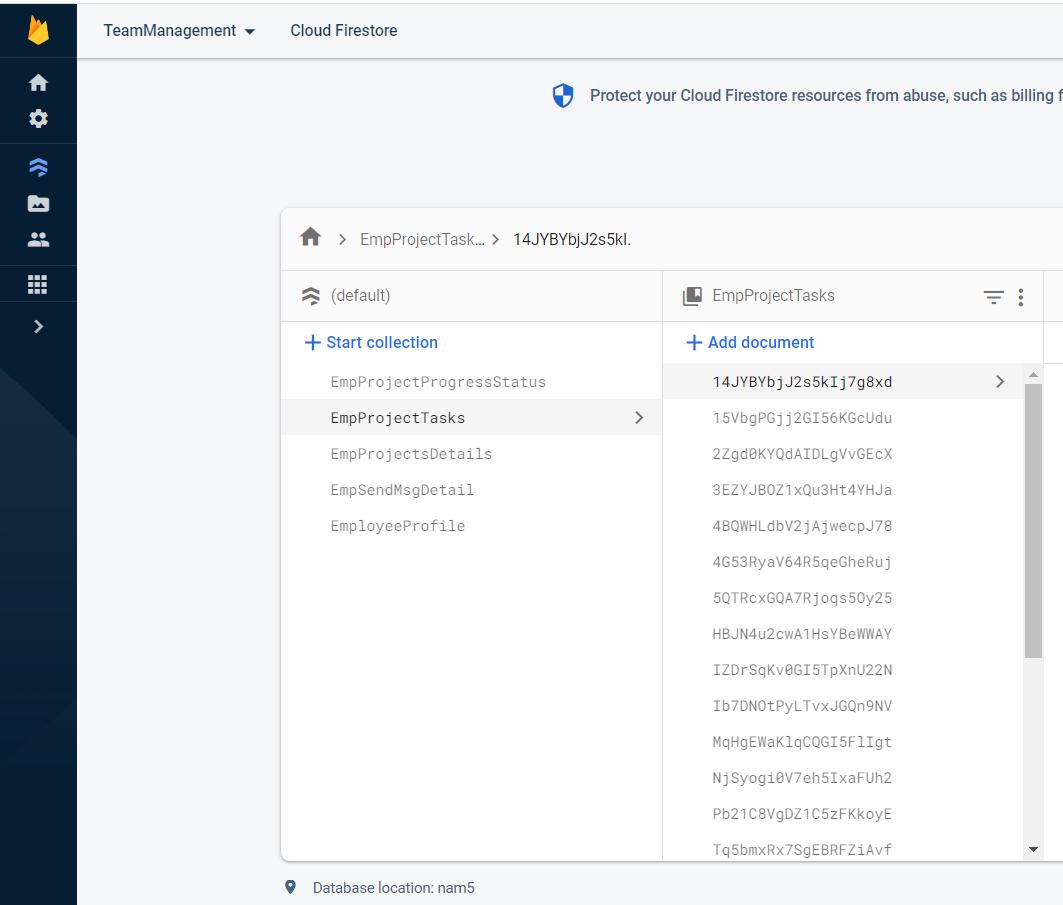 TeamManagement
Cloud Firestore
Protect your Cloud Firestore resources from abuse, such as billing f
EmpProjectTask...
14JYBYbjJ2s5kI.
(default)
EmpProjectTasks
Start collection
Add document
EmpProjectProgressStatus
EmpProjectTasks
EmpProjectsDetails
EmpSendMsgDetail
EmployeeProfile
14JYBYbjJ2s5kIj7g8xd
15VbgPGjj2GI56KGcUdu
2Zgd0KYQdAIDLgVvGEcX
3EZYJBOZ1xQu3Ht4YHJa
4BQWHLdbV2jAjwecpJ78
4G53RyaV64R5qeGheRuj
5QTRcxGQA7Rjoqs5Oy25
HBJN4u2cwA1HsYBeWWAY
IZDrSqKv0GI5TpXnU22N
Ib7DNOtPyLTvxJGQn9NV
MqHgEWaKlqCQGI5FlIgt
NjSyogi0V7eh5IxaFUh2
Pb21C8VgDZ1C5zFKkoyE
Tq5bmxRx7SgEBRFZiAvf
Database location: nam5